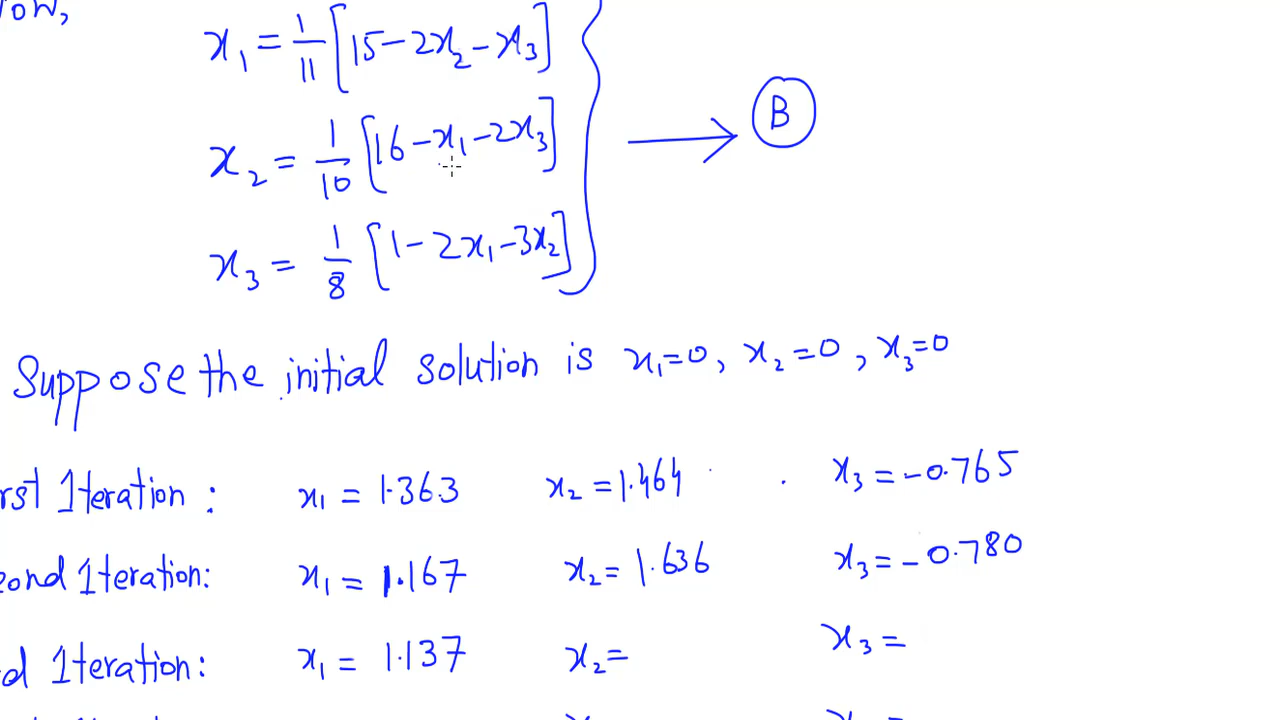 x₁ = 1/11 [15 - 2x₂ - x₃]
x₂ = 1/10 [16 - x₁ - 2x₃] → B
x₃ = 1/8 [1 - 2x₁ - 3x₂]
Suppose the initial solution is x₁=0, x₂=0, x₃=0
Iteration: x₁ = 1.363 x₂ = 1.464 x₃ = -0.765
Iteration: x₁ = 1.167 x₂ = 1.636 x₃ = -0.780
Iteration: x₁ = 1.137 x₂= x₃ =